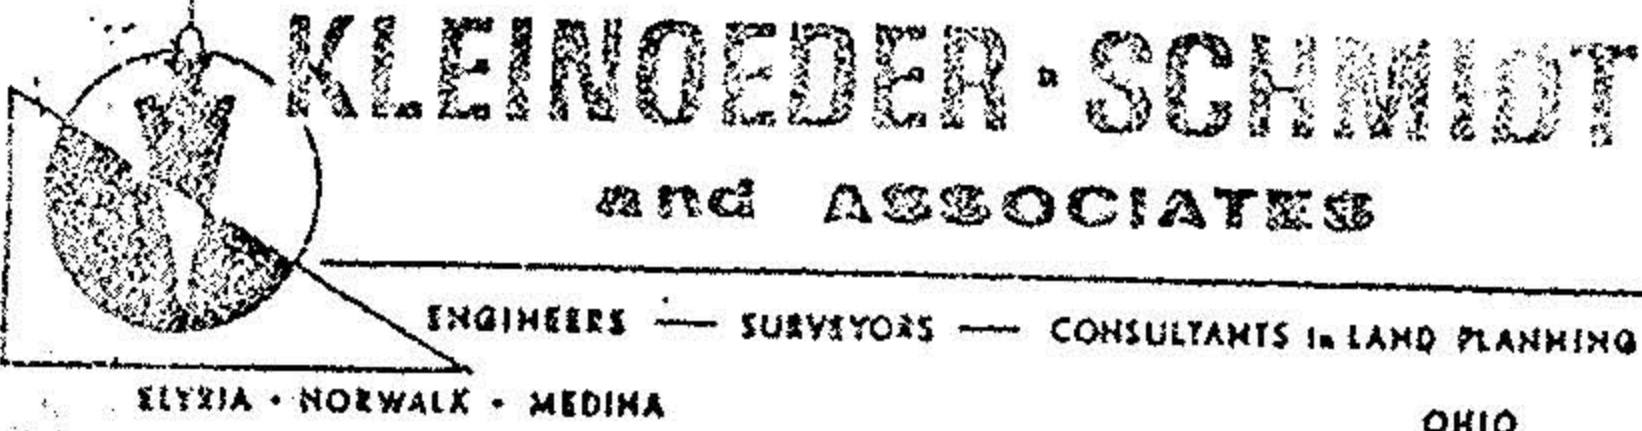 KLEINOEDER · SCHMIDT
and ASSOCIATES
ENGINEERS — SURVEYORS — CONSULTANTS in LAND PLANNING
ELYRIA · NORWALK · MEDINA
OHIO